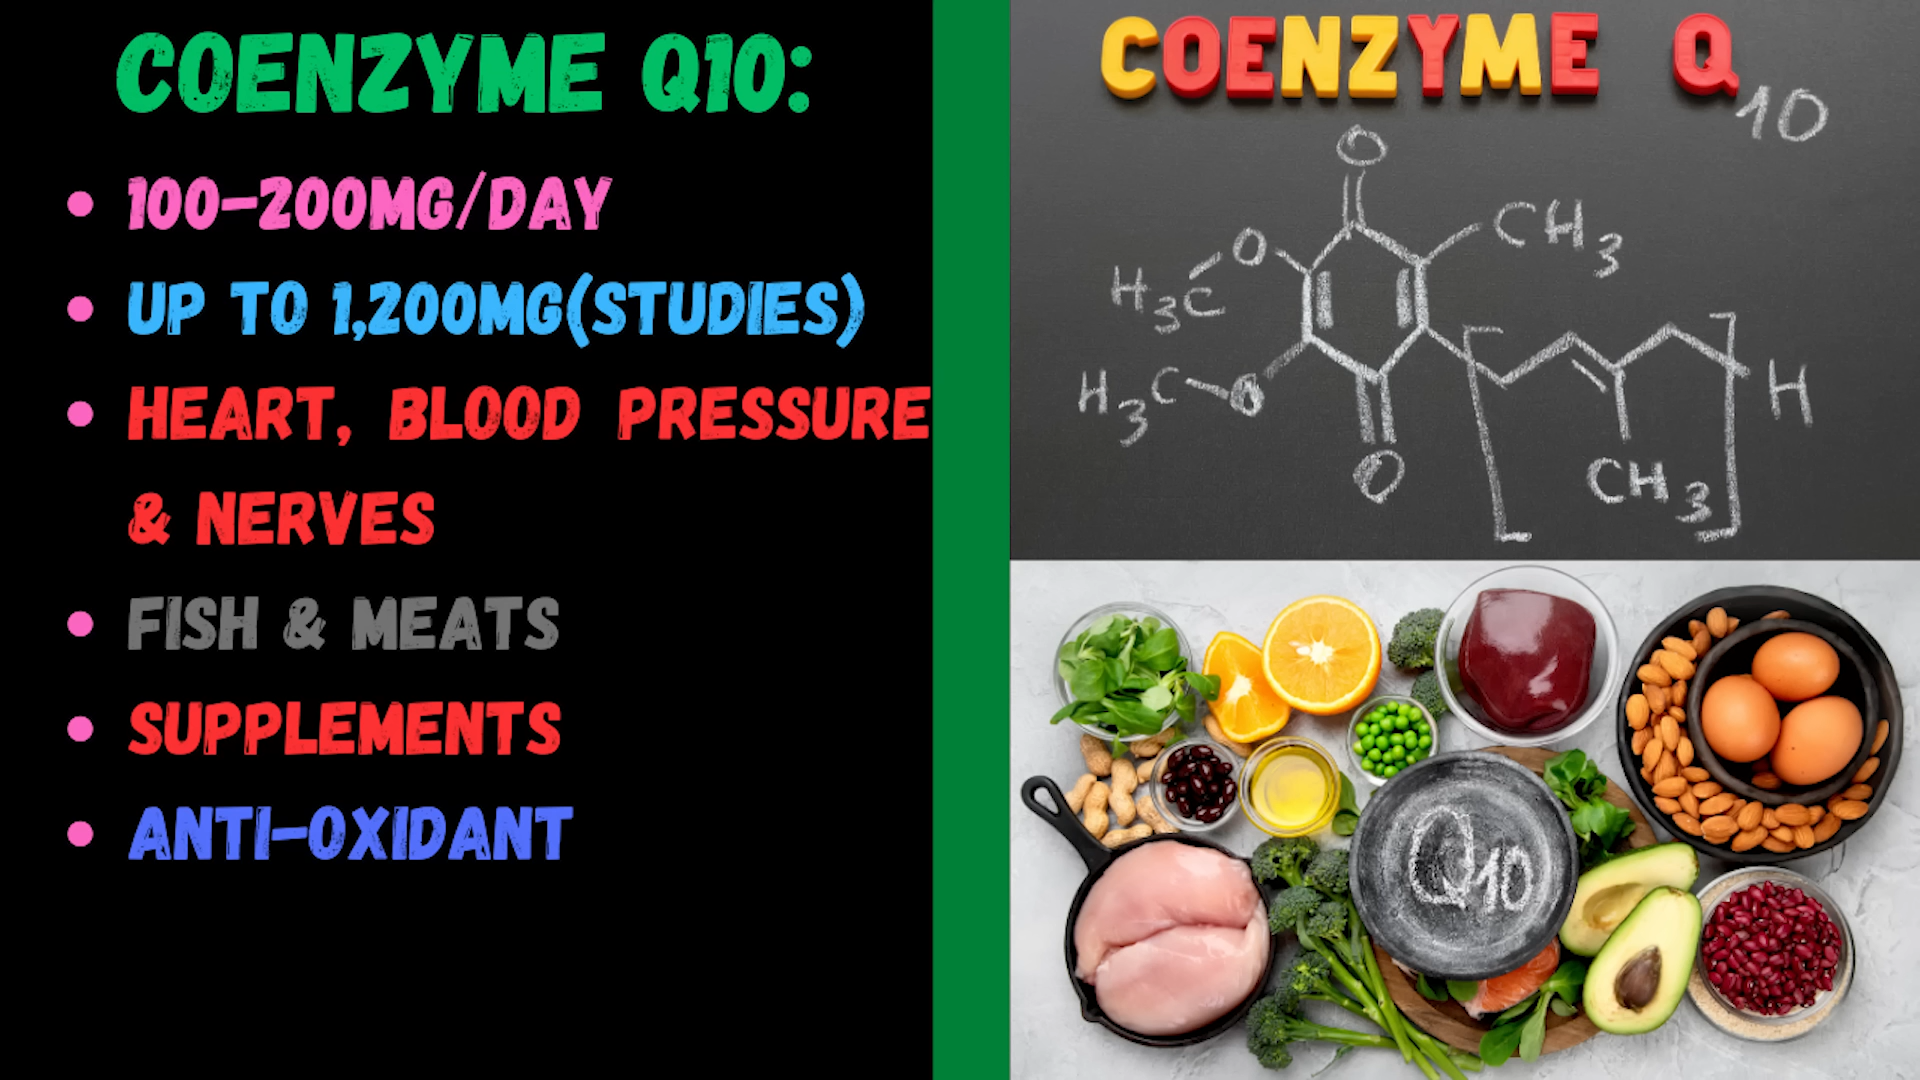 COENZYME Q10:
• 100-200MG/DAY
• UP TO 1,200MG(STUDIES)
• HEART, BLOOD PRESSURE
& NERVES
• FISH & MEATS
• SUPPLEMENTS
• ANTI-OXIDANT
COENZYME Q10
O
CH3
O
H3C
H3C
O
O
CH3
H
Q10